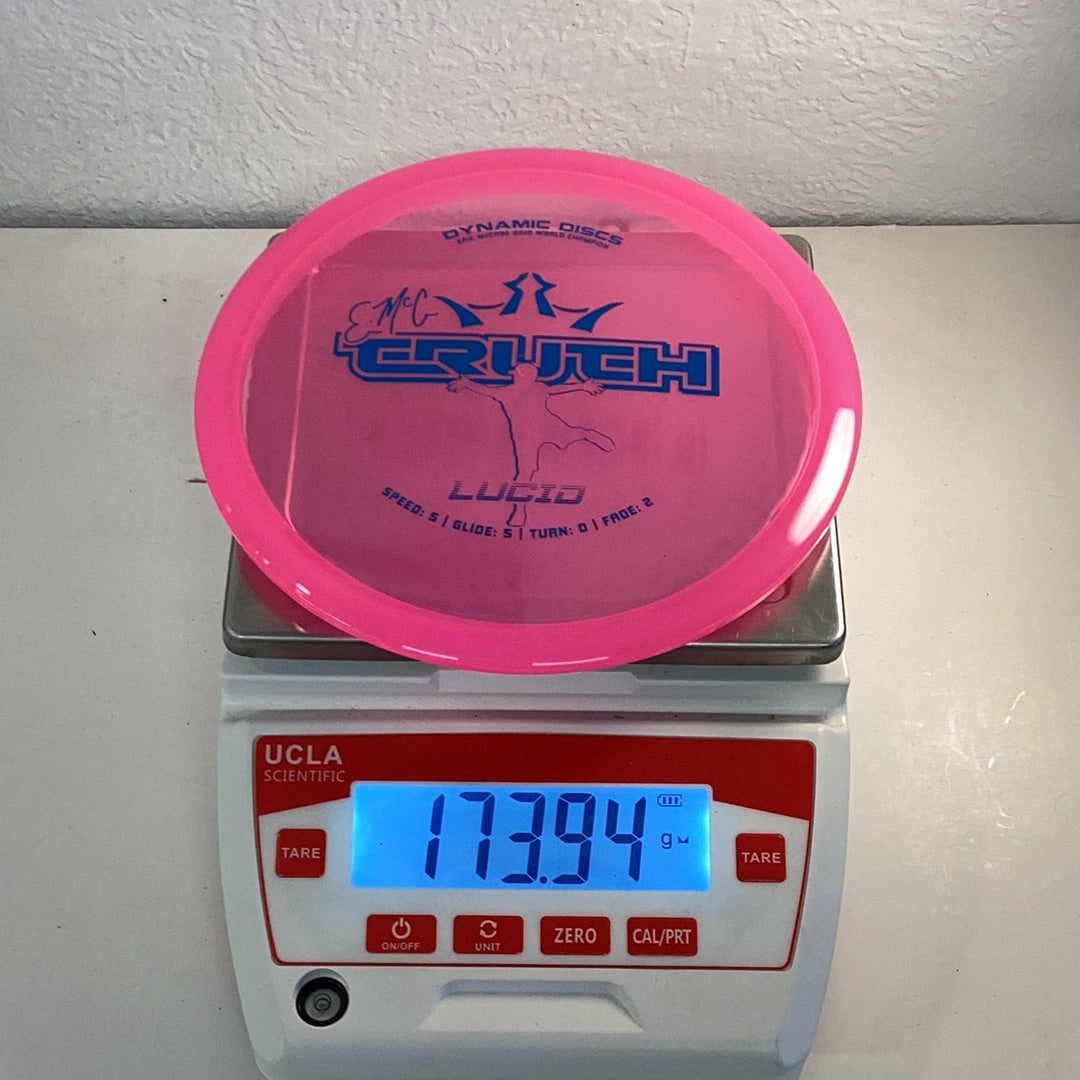 DYNAMIC DISCS
ERIC MCCABE 2010 WORLD CHAMPION
EMcC
TRUTH
LUCID
SPEED: 5 | GLIDE: 5 | TURN: 0 | FADE: 2
UCLA
SCIENTIFIC
173.94
g
TARE
TARE
ON/OFF
UNIT
ZERO
CAL/PRT